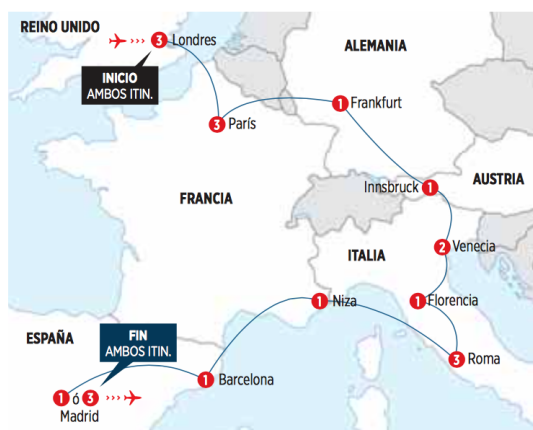 REINO UNIDO
3 Londres
ALEMANIA
INICIO
AMBOS ITIN.
1 Frankfurt
3 París
Innsbruck 1
AUSTRIA
FRANCIA
2 Venecia
ITALIA
1 Niza
1 Florencia
ESPAÑA
FIN
AMBOS ITIN.
3 Roma
1 Barcelona
1 ó 3
Madrid